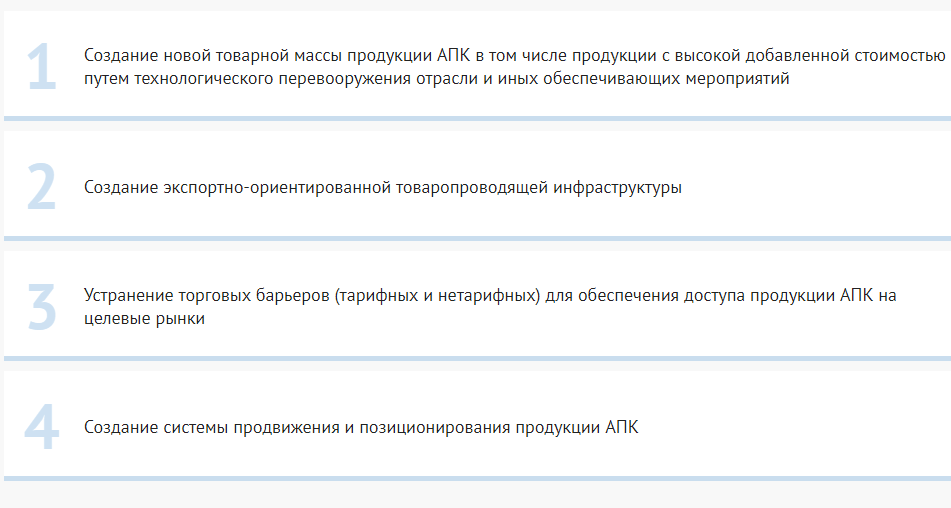 1
Создание новой товарной массы продукции АПК в том числе продукции с высокой добавленной стоимостью
путем технологического перевооружения отрасли и иных обеспечивающих мероприятий
2
Создание экспортно-ориентированной товаропроводящей инфраструктуры
3
Устранение торговых барьеров (тарифных и нетарифных) для обеспечения доступа продукции АПК на
целевые рынки
4
Создание системы продвижения и позиционирования продукции АПК